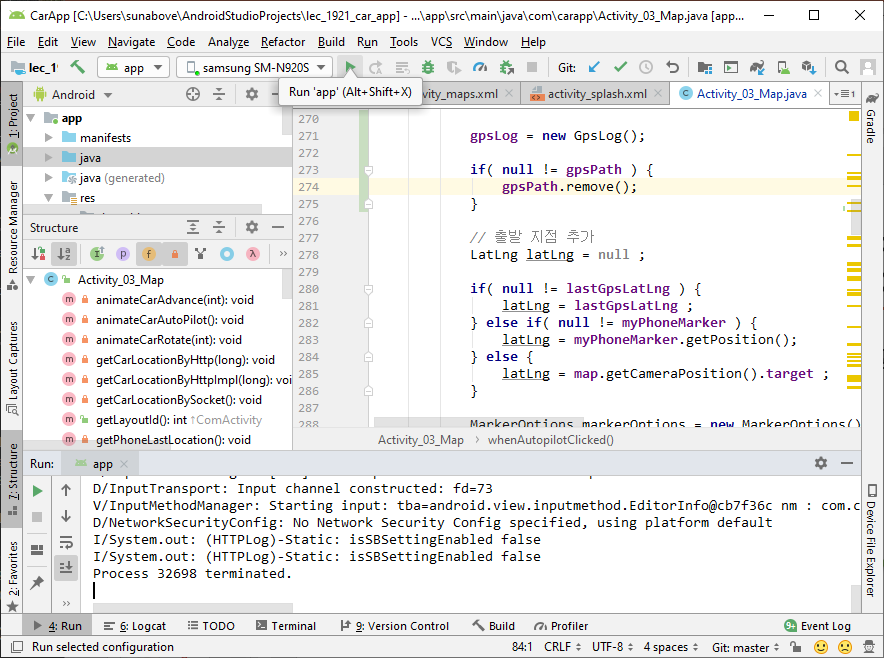 CarApp [C:\Users\sunabove\AndroidStudioProjects\lec_1921_car_app] - ...\app\src\main\java\com\carapp\Activity_03_Map.java [app...
File Edit View Navigate Code Analyze Refactor Build Run Tools VCS Window Help
lec_19 app samsung SM-N920S Git:
1: Project Android Run 'app' (Alt+Shift+X) vity_maps.xml activity_splash.xml Activity_03_Map.java 1 Gradle
app
manifests
java
java (generated)
res
Resource Manager
Structure
Activity_03_Map
animateCarAdvance(int): void
animateCarAutoPilot(): void
animateCarRotate(int): void
getCarLocationByHttp(long): void
getCarLocationByHttpImpl(long): voi
getCarLocationBySocket(): void
getLayoutId(): int ↑ComActivity
getPhoneLastLocation(): void
Layout Captures
7: Structure
2: Favorites
270
271 gpsLog = new GpsLog();
272
273 if( null != gpsPath ) {
274 gpsPath.remove();
275 }
276
277 // 출발 지점 추가
278 LatLng latLng = null ;
279
280 if( null != lastGpsLatLng ) {
281 latLng = lastGpsLatLng ;
282 } else if( null != myPhoneMarker ) {
283 latLng = myPhoneMarker.getPosition();
284 } else {
285 latLng = map.getCameraPosition().target ;
286 }
287
288 MarkerOptions markerOptions = new MarkerOptions()
Activity_03_Map › whenAutopilotClicked()
Run: app
D/InputTransport: Input channel constructed: fd=73
V/InputMethodManager: Starting input: tba=android.view.inputmethod.EditorInfo@cb7f36c nm : com.c
D/NetworkSecurityConfig: No Network Security Config specified, using platform default
I/System.out: (HTTPLog)-Static: isSBSettingEnabled false
I/System.out: (HTTPLog)-Static: isSBSettingEnabled false
Process 32698 terminated.
Device File Explorer
4: Run 6: Logcat TODO Terminal 9: Version Control Build Profiler 9+ Event Log
Run selected configuration 84:1 CRLF UTF-8 4 spaces Git: master